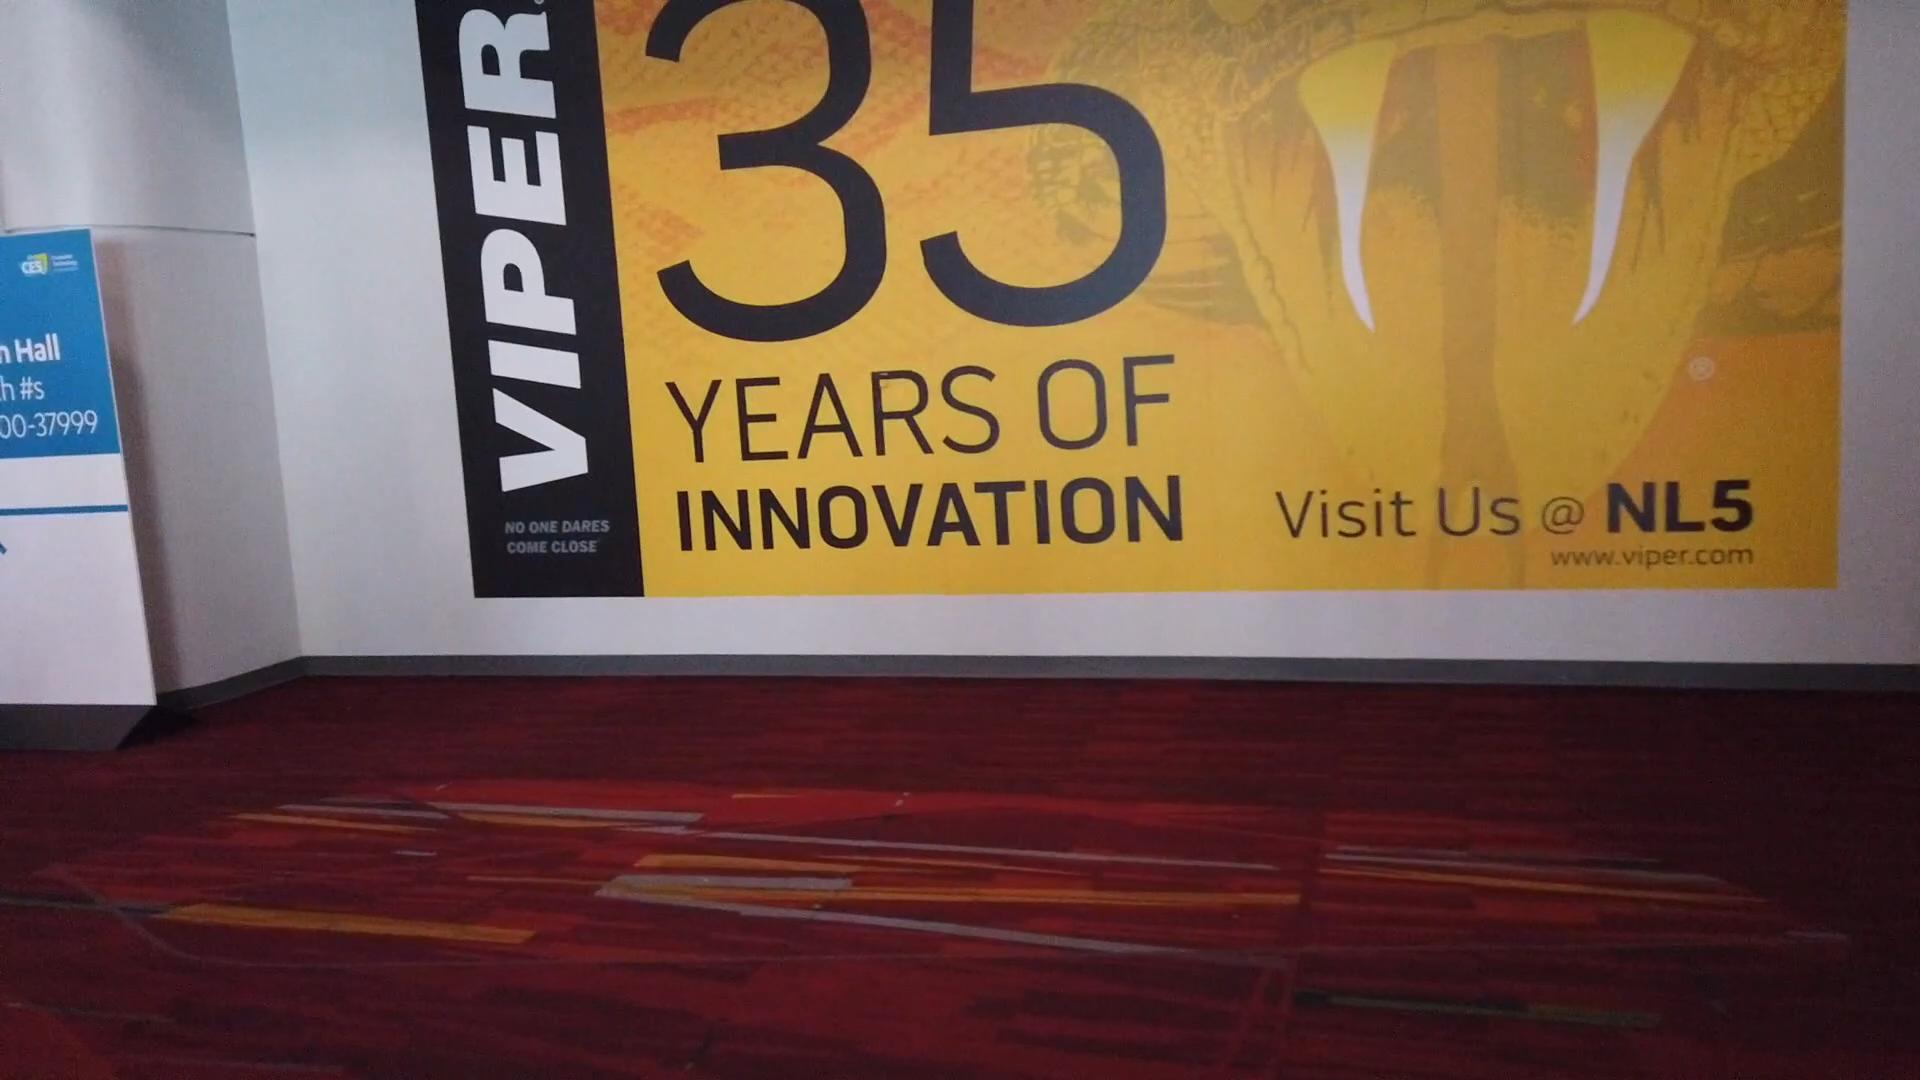 CES
n Hall
h #s
00-37999
VIPER
NO ONE DARES
COME CLOSE
35
YEARS OF
INNOVATION
®
Visit Us @ NL5
www.viper.com